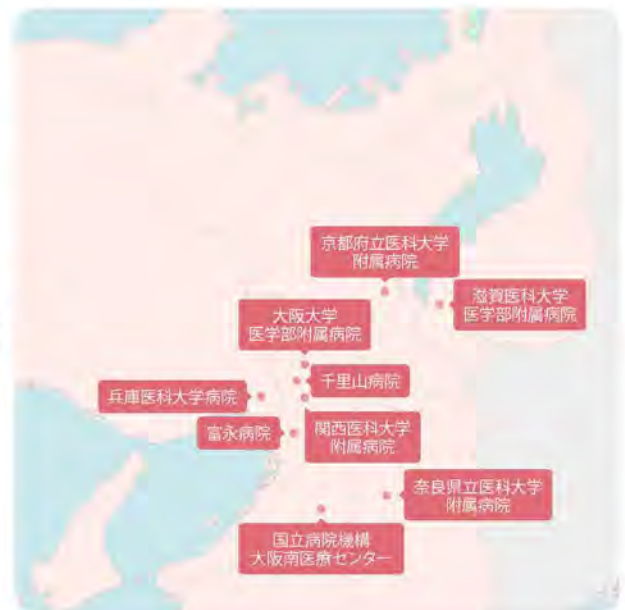 京都府立医科大学
附属病院
滋賀医科大学
医学部附属病院
大阪大学
医学部附属病院
千里山病院
兵庫医科大学病院
富永病院
関西医科大学
附属病院
奈良県立医科大学
附属病院
国立病院機構
大阪南医療センター